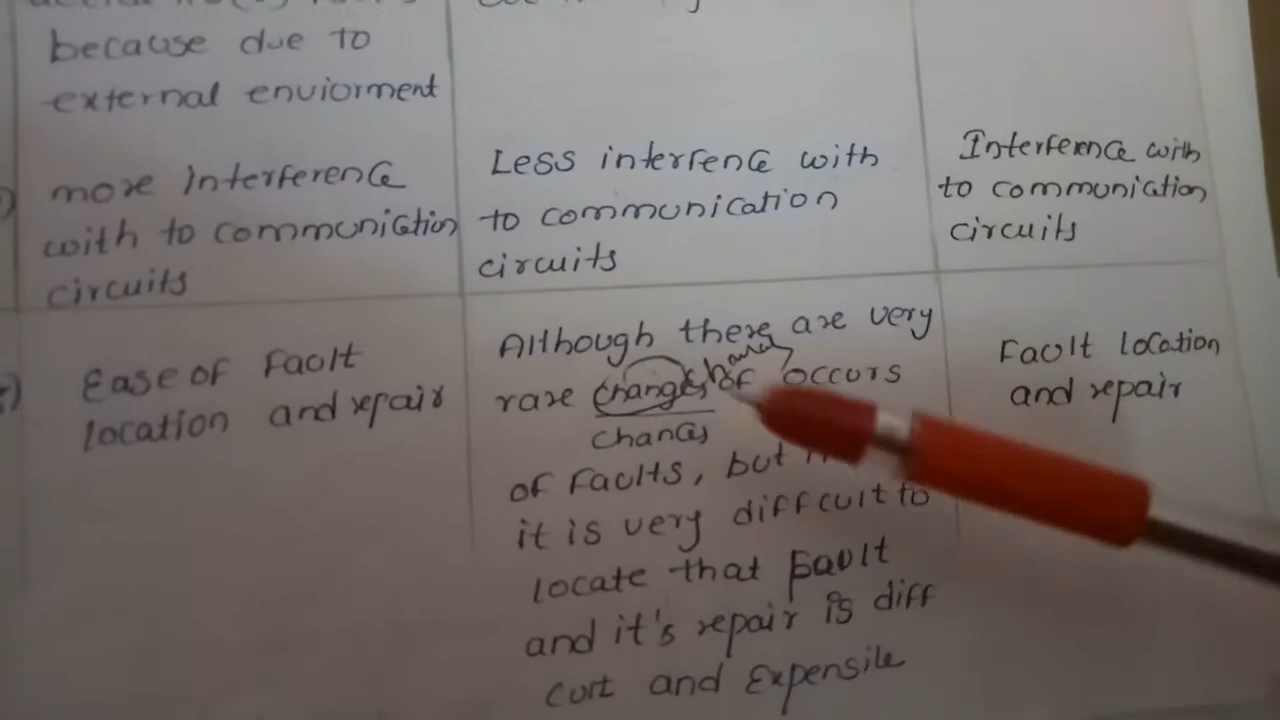 because due to
external enviorment
more interference
with to communiction
circuits
Less interfence with
to communication
circuits
Interference with
to communiction
circuits
Ease of Fault
location and repair
Although there are very
rare changes of occurs
chances
of Faults, but
it is very diffcult to
locate that Fault
and it's repair is diff
cult and Expensile
Fault location
and repair